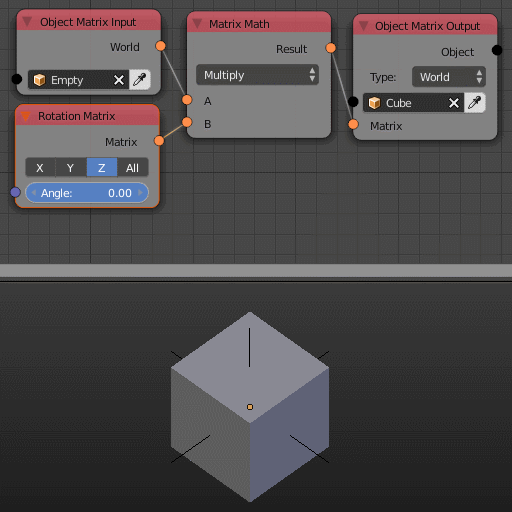 Object Matrix Input
World
Empty
Rotation Matrix
Matrix
X Y Z All
Angle: 0.00
Matrix Math
Result
Multiply
A
B
Object Matrix Output
Object
Type: World
Cube
Matrix